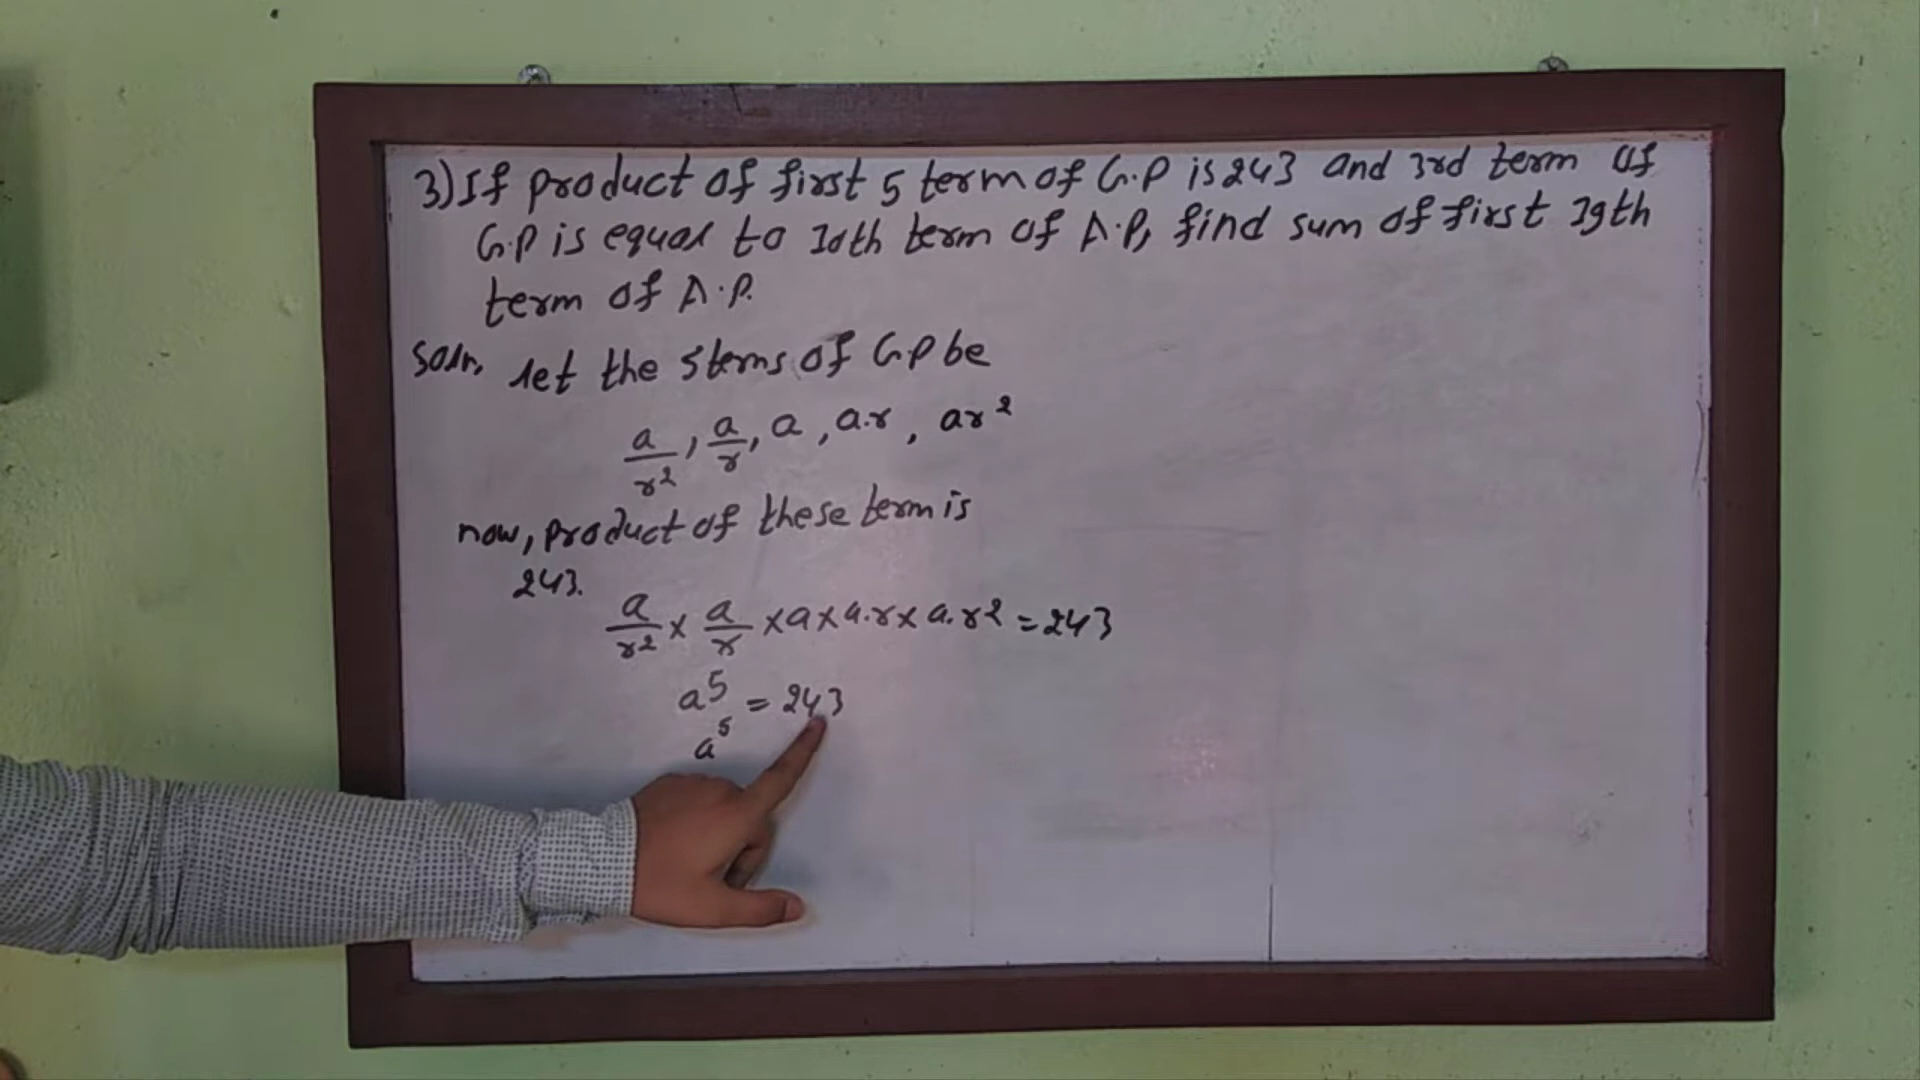 3) If product of first 5 term of G.P is 243 and 3rd term of
G.P is equal to 10th term of A.P, find sum of first 19th
term of A.P.
Soln, let the 5 terms of G.P be
a/r², a/r, a, a.r, ar²
now, product of these term is
243.
a/r² × a/r × a × a.r × a.r² = 243
a⁵ = 243
a⁵